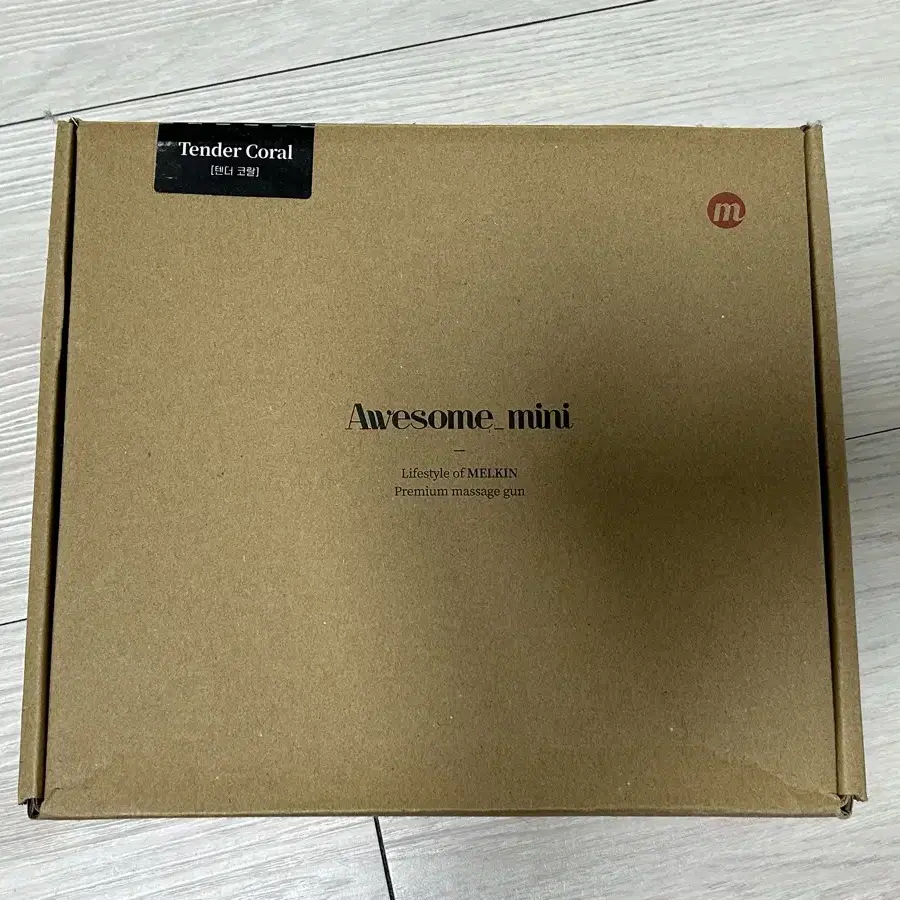 Tender Coral
[텐더 코랄]
m
Awesome_mini
Lifestyle of MELKIN
Premium massage gun